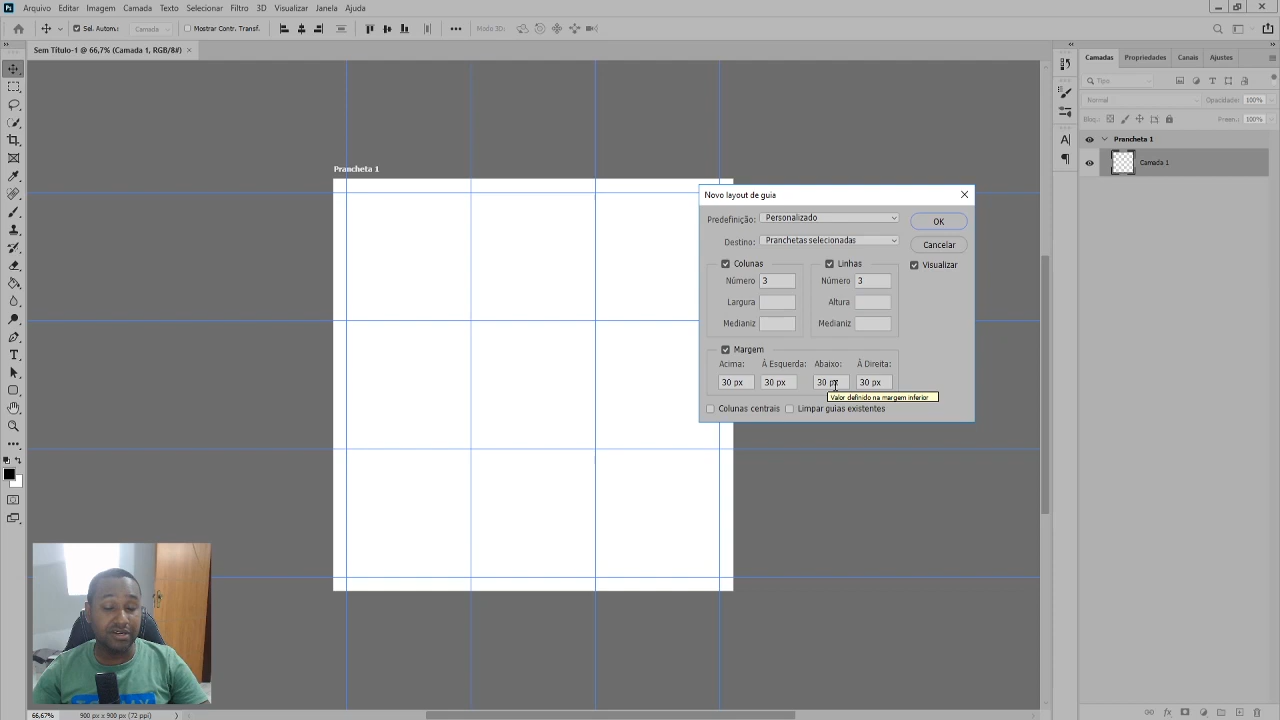 Ps Arquivo Editar Imagem Camada Texto Selecionar Filtro 3D Visualizar Janela Ajuda
Sel. Autom.: Camada Mostrar Contr. Transf. Modo 3D:
Sem Título-1 @ 66,7% (Camada 1, RGB/8#) ×
Prancheta 1
Novo layout de guia
Predefinição: Personalizado
OK
Destino: Pranchetas selecionadas
Cancelar
Colunas Linhas Visualizar
Número 3 Número 3
Largura Altura
Medianiz Medianiz
Margem
Acima: À Esquerda: Abaixo: À Direita:
30 px 30 px 30 px 30 px
Valor definido na margem inferior
Colunas centrais Limpar guias existentes
Camadas Propriedades Canais Ajustes
Tipo
Normal Opacidade: 100%
Bloq.: Preen.: 100%
Prancheta 1
Camada 1
66,67% 900 px x 900 px (72 ppi)